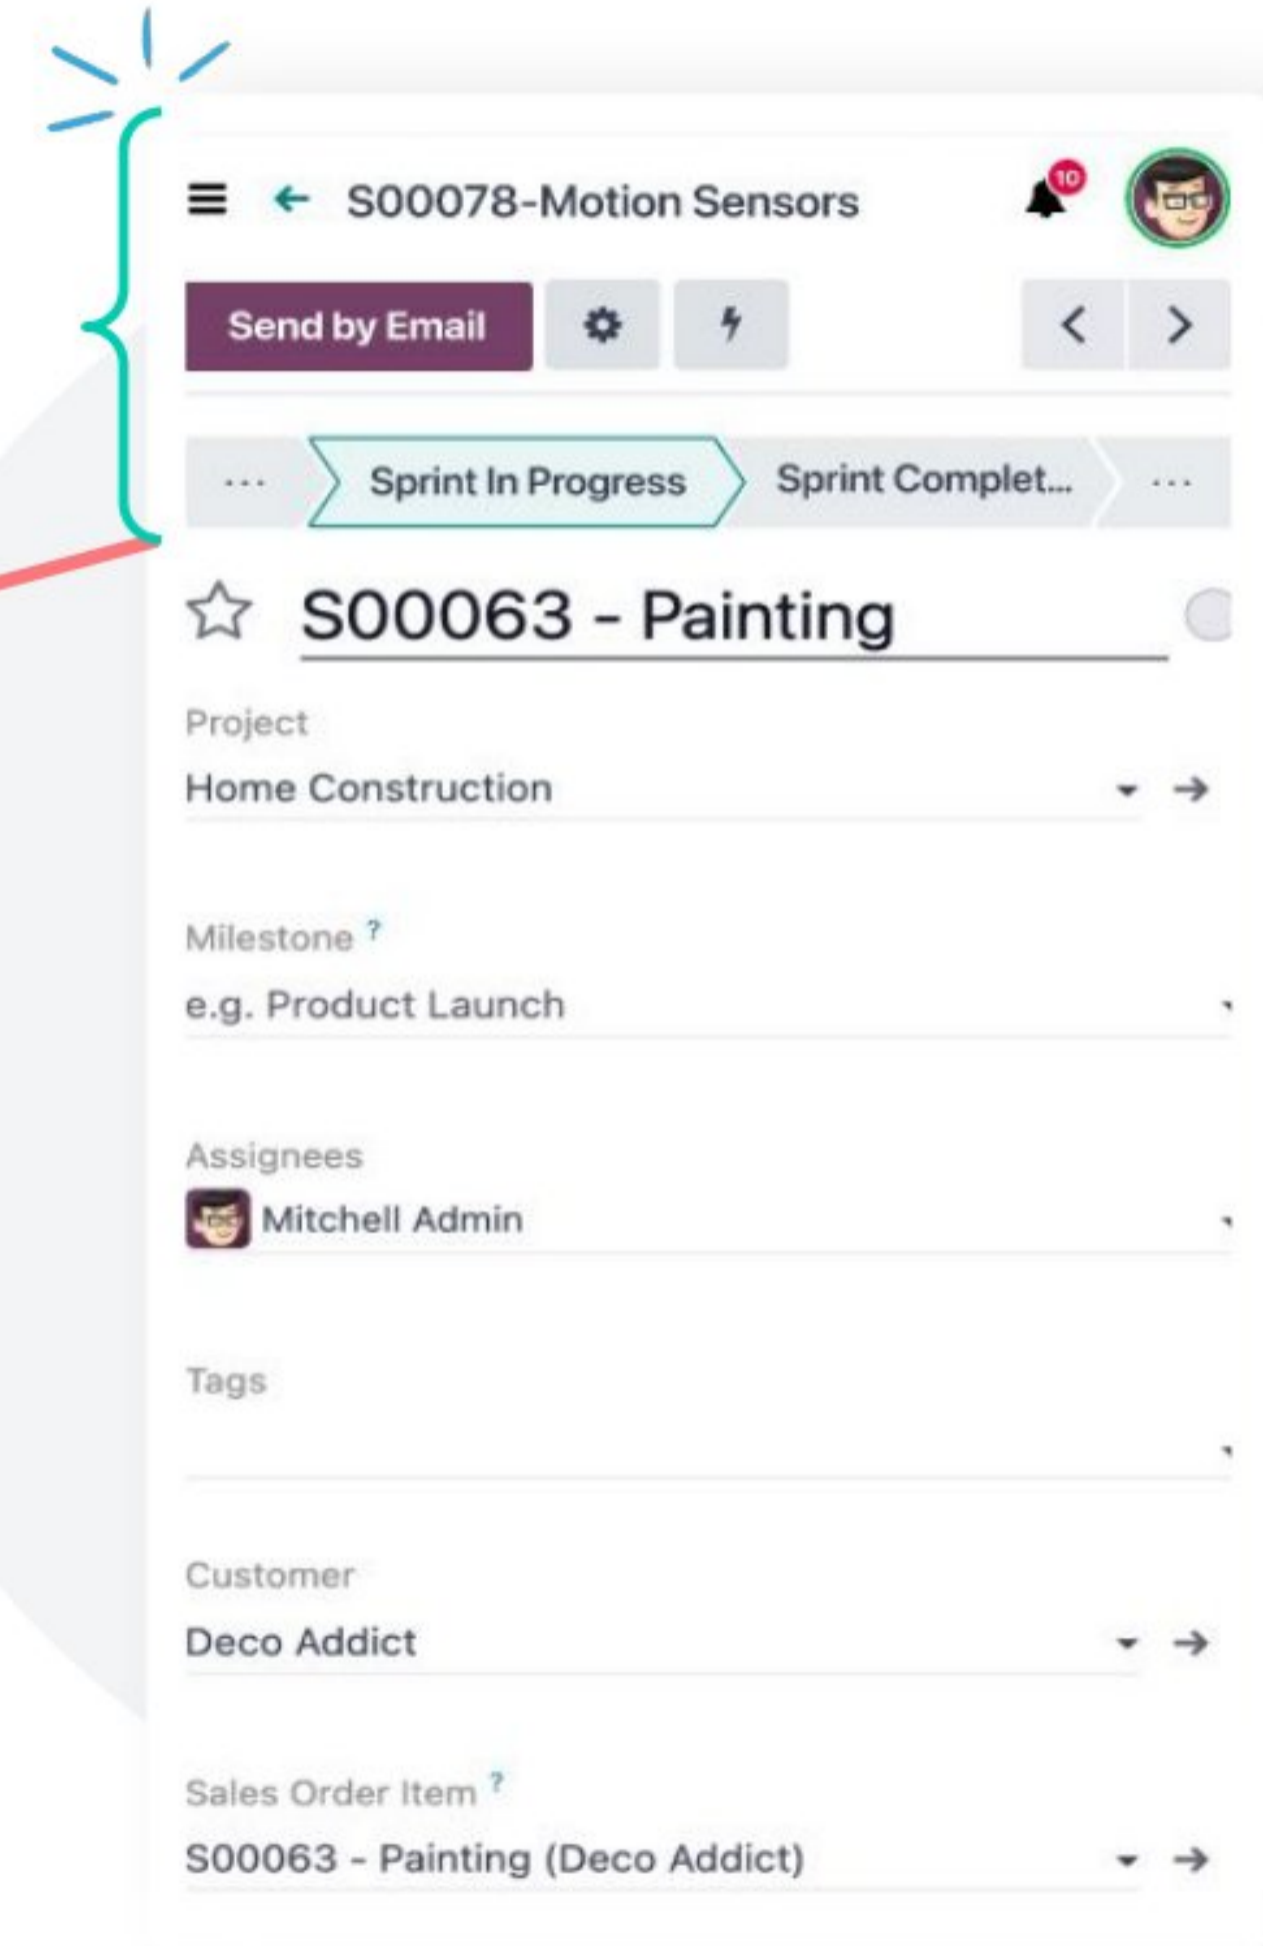 S00078-Motion Sensors
10
Send by Email
... Sprint In Progress Sprint Complet... ...
S00063 - Painting
Project
Home Construction
Milestone ?
e.g. Product Launch
Assignees
Mitchell Admin
Tags
Customer
Deco Addict
Sales Order Item ?
S00063 - Painting (Deco Addict)